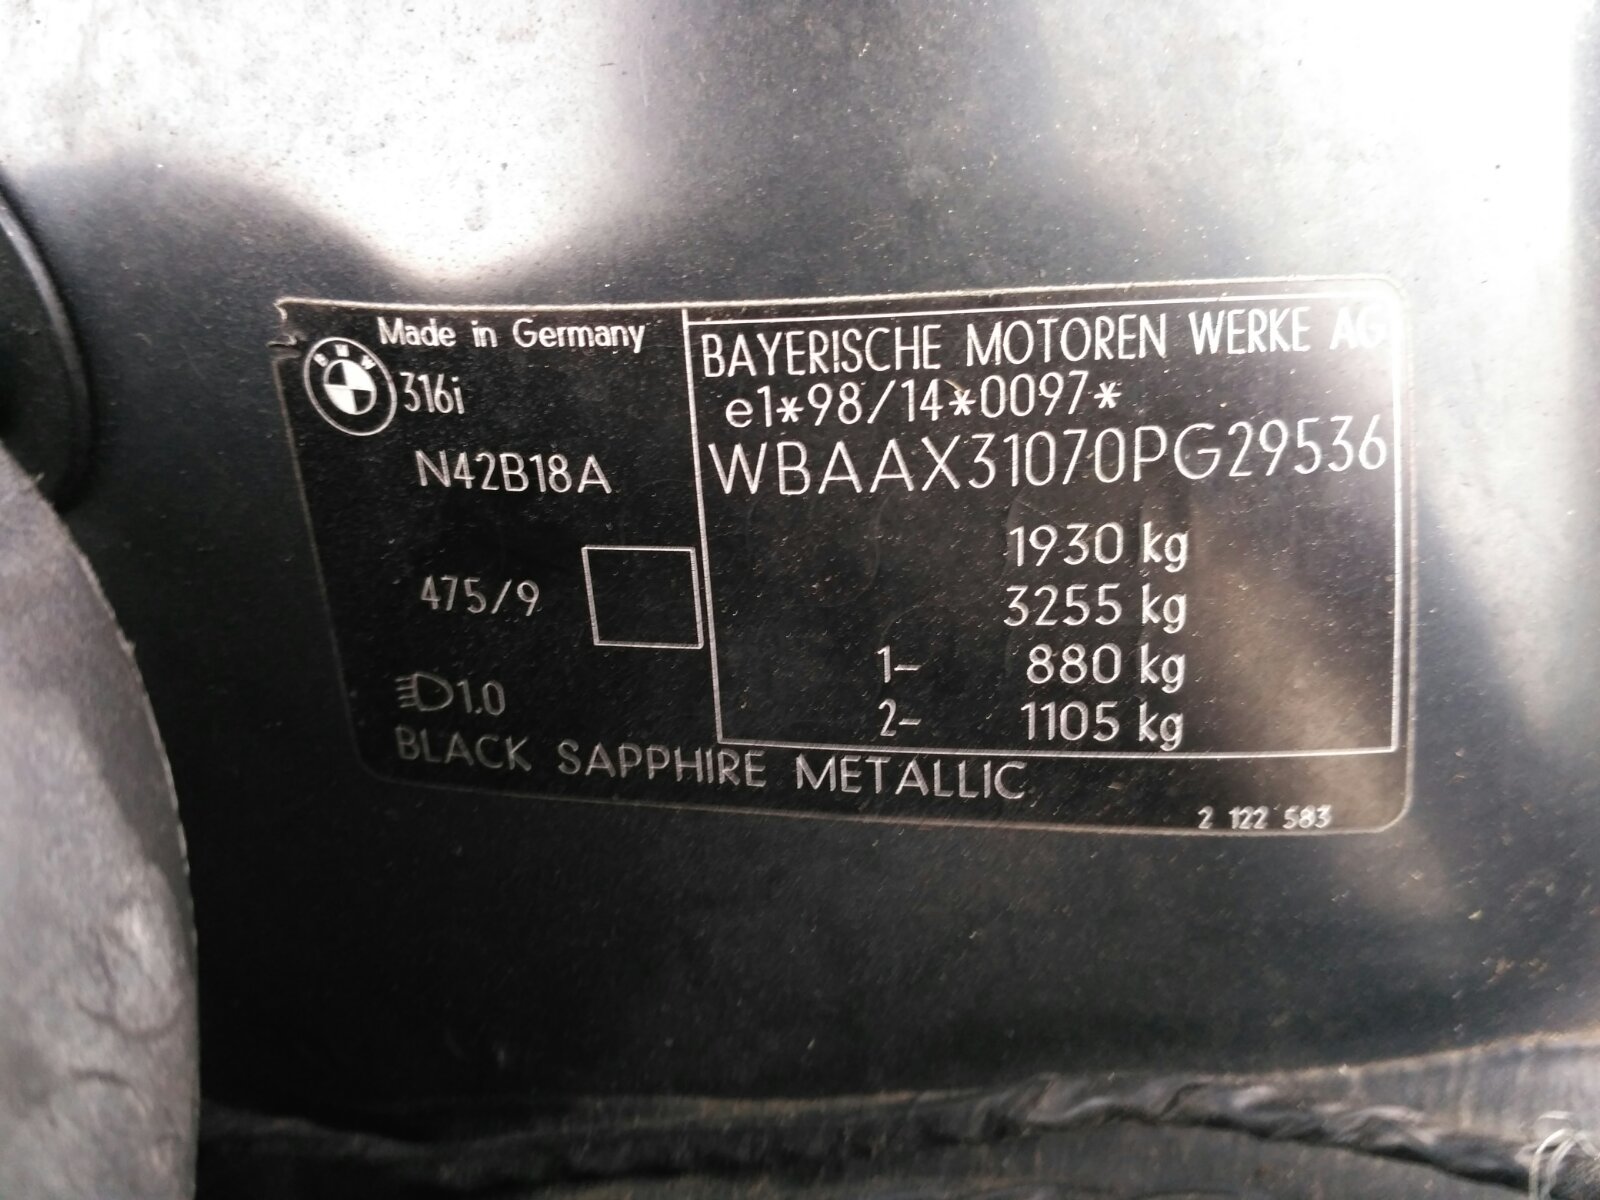 Made in Germany
BMW
316i
N42B18A
475/9
1.0
BLACK SAPPHIRE METALLIC
BAYERISCHE MOTOREN WERKE AG
e1*98/14*0097*
WBAAX31070PG29536
1930 kg
3255 kg
1- 880 kg
2- 1105 kg
2 122 583